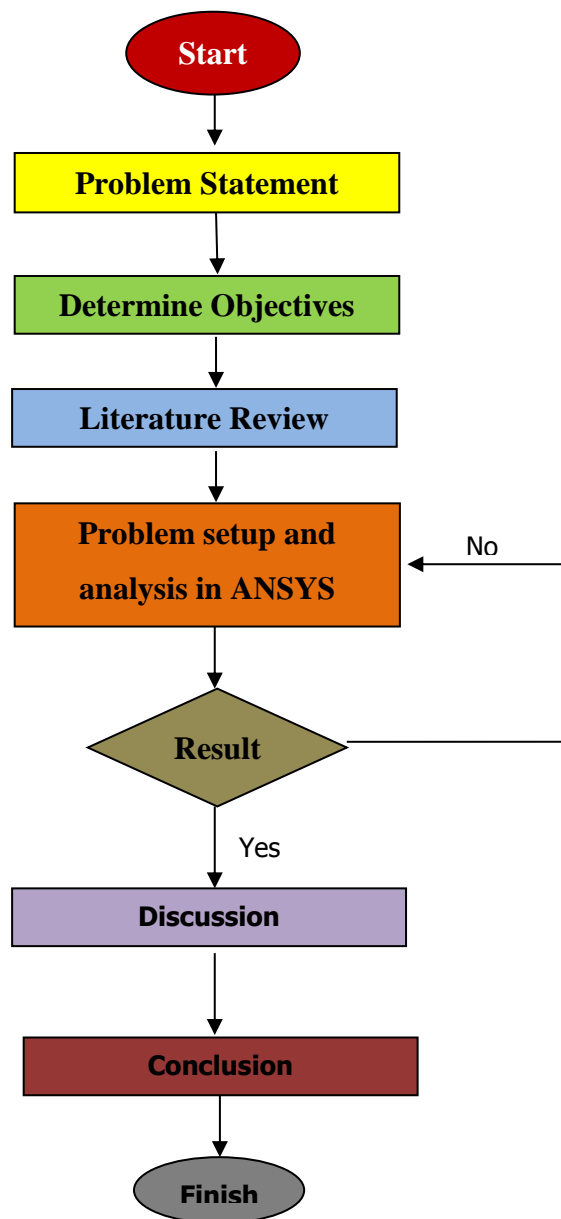 Start
Problem Statement
Determine Objectives
Literature Review
Problem setup and
analysis in ANSYS
No
Result
Yes
Discussion
Conclusion
Finish